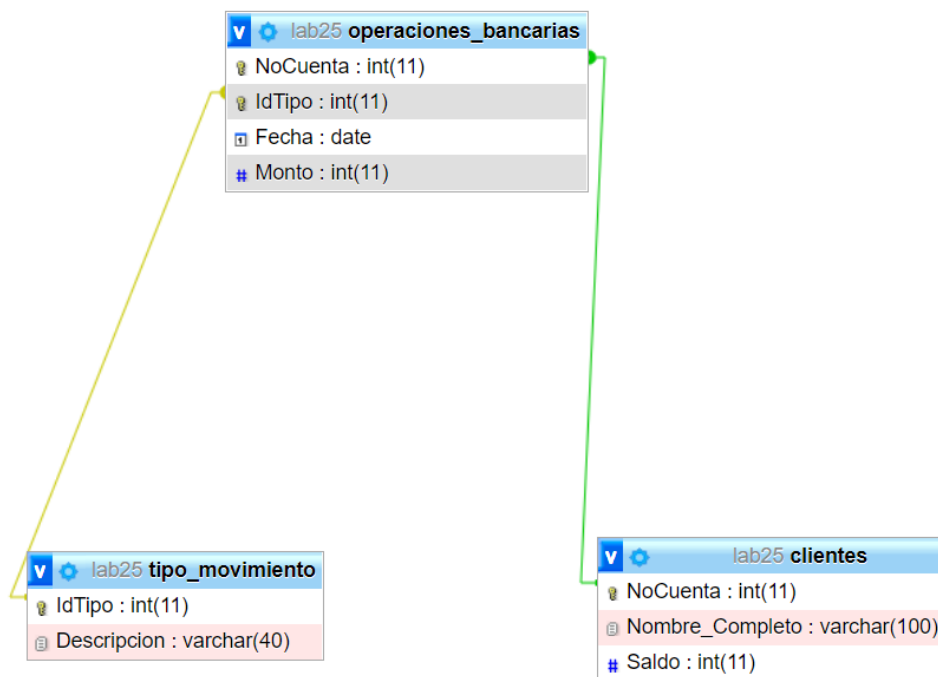 v lab25 operaciones_bancarias
NoCuenta : int(11)
IdTipo : int(11)
Fecha : date
# Monto : int(11)
v lab25 tipo_movimiento
IdTipo : int(11)
Descripcion : varchar(40)
v lab25 clientes
NoCuenta : int(11)
Nombre_Completo : varchar(100)
# Saldo : int(11)